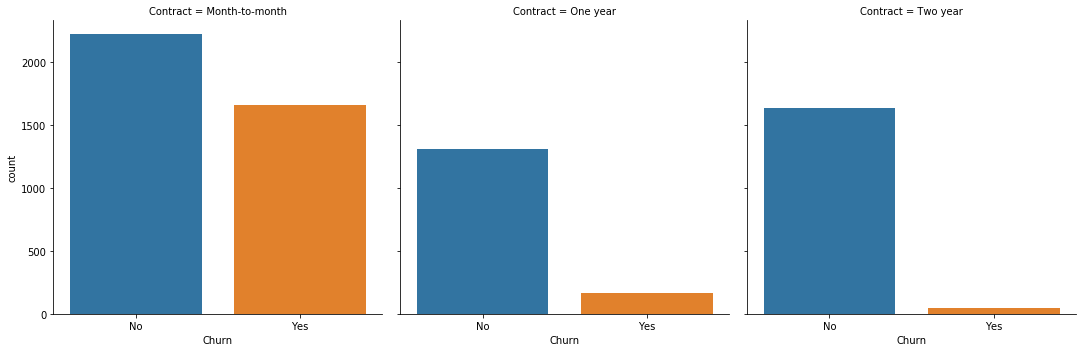 Contract = Month-to-month
Contract = One year
Contract = Two year
count
2000
1500
1000
500
0
No
Yes
No
Yes
No
Yes
Churn
Churn
Churn